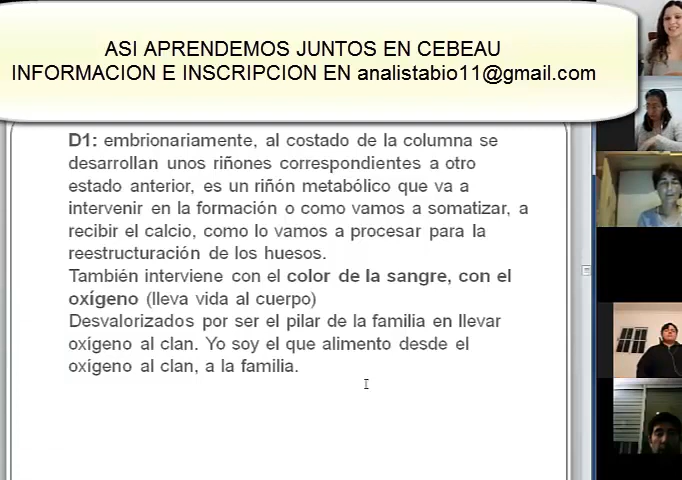 ASI APRENDEMOS JUNTOS EN CEBEAU
INFORMACION E INSCRIPCION EN analistabio11@gmail.com
D1: embrionariamente, al costado de la columna se
desarrollan unos riñones correspondientes a otro
estado anterior, es un riñón metabólico que va a
intervenir en la formación o como vamos a somatizar, a
recibir el calcio, como lo vamos a procesar para la
reestructuración de los huesos.
También interviene con el color de la sangre, con el
oxígeno (lleva vida al cuerpo)
Desvalorizados por ser el pilar de la familia en llevar
oxígeno al clan. Yo soy el que alimento desde el
oxígeno al clan, a la familia.